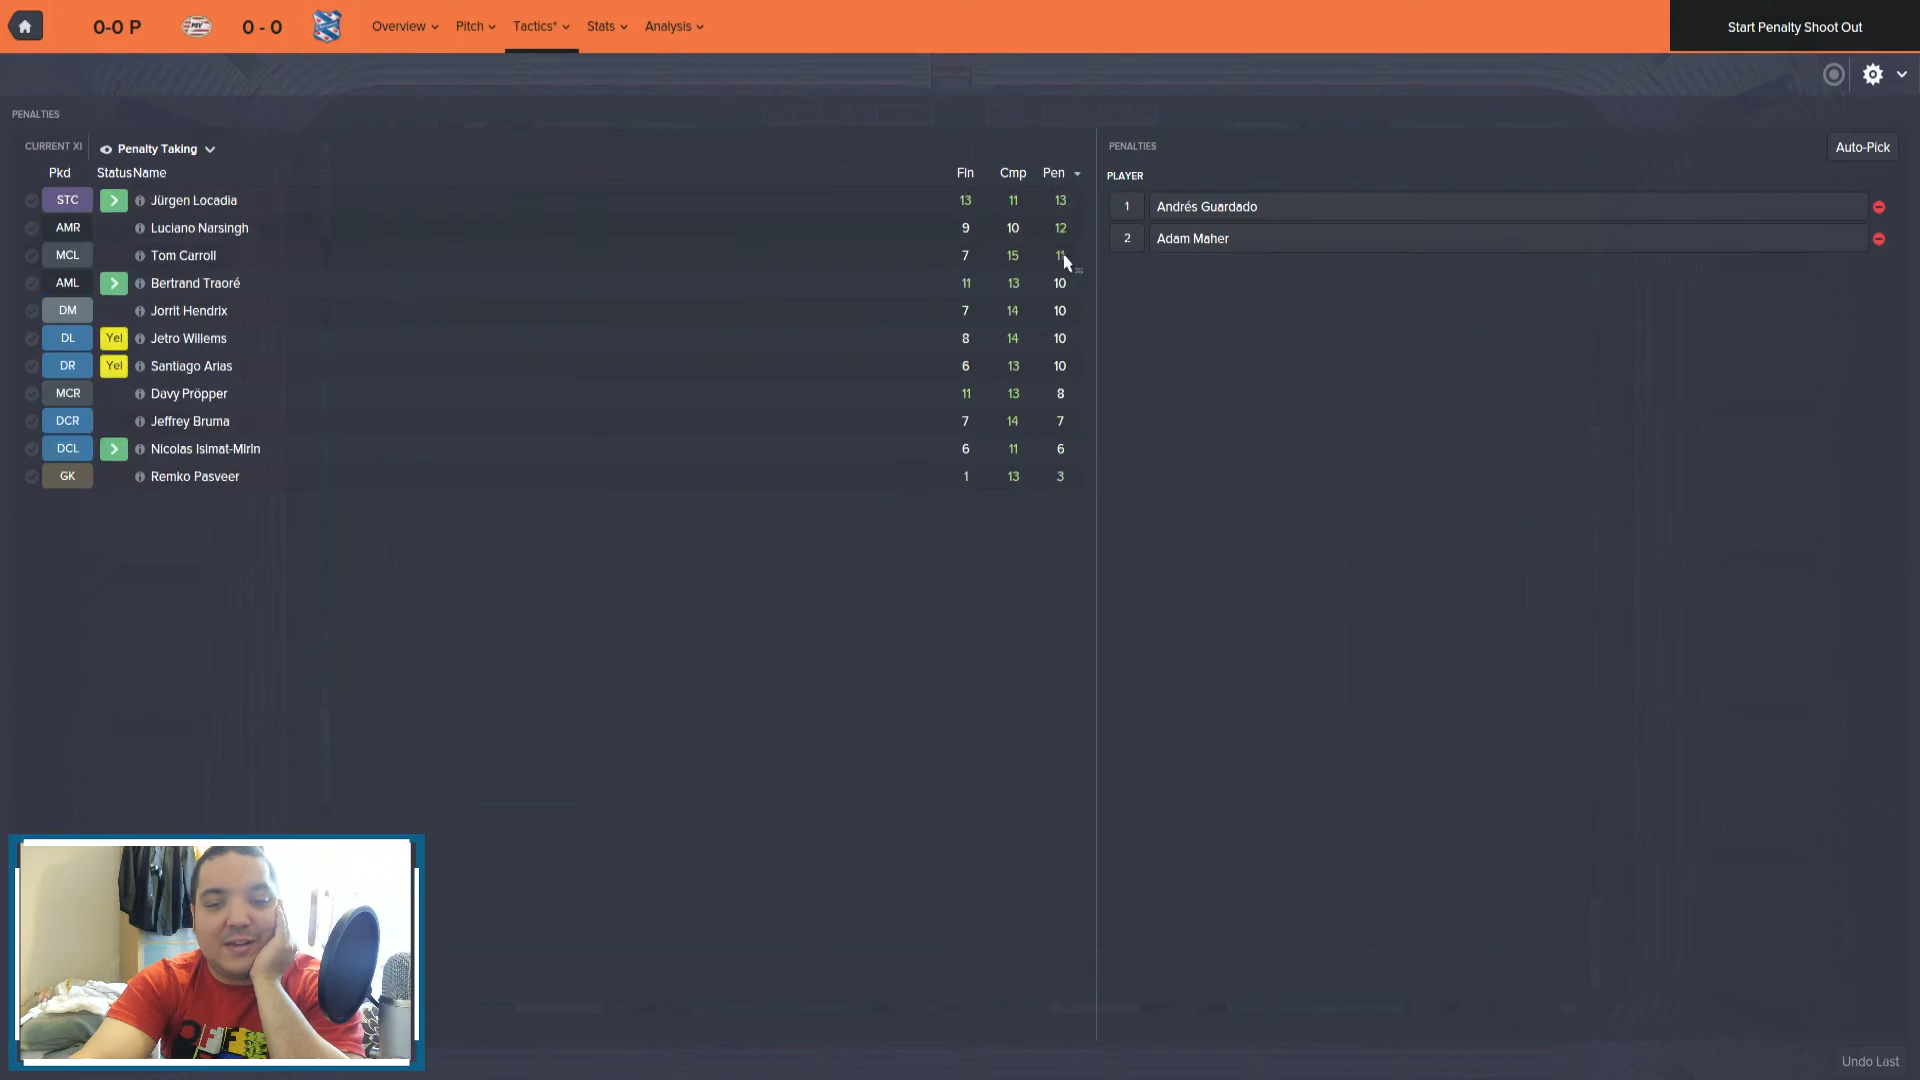 0-0 P 0 - 0 Overview Pitch Tactics* Stats Analysis Start Penalty Shoot Out
PENALTIES
CURRENT XI Penalty Taking
Pkd Status Name Fin Cmp Pen
STC Jürgen Locadia 13 11 13
AMR Luciano Narsingh 9 10 12
MCL Tom Carroll 7 15 11
AML Bertrand Traoré 11 13 10
DM Jorrit Hendrix 7 14 10
DL Yel Jetro Willems 8 14 10
DR Yel Santiago Arias 6 13 10
MCR Davy Pröpper 11 13 8
DCR Jeffrey Bruma 7 14 7
DCL Nicolas Isimat-Mirin 6 11 6
GK Remko Pasveer 1 13 3
PENALTIES Auto-Pick
PLAYER
1 Andrés Guardado
2 Adam Maher
Undo Last